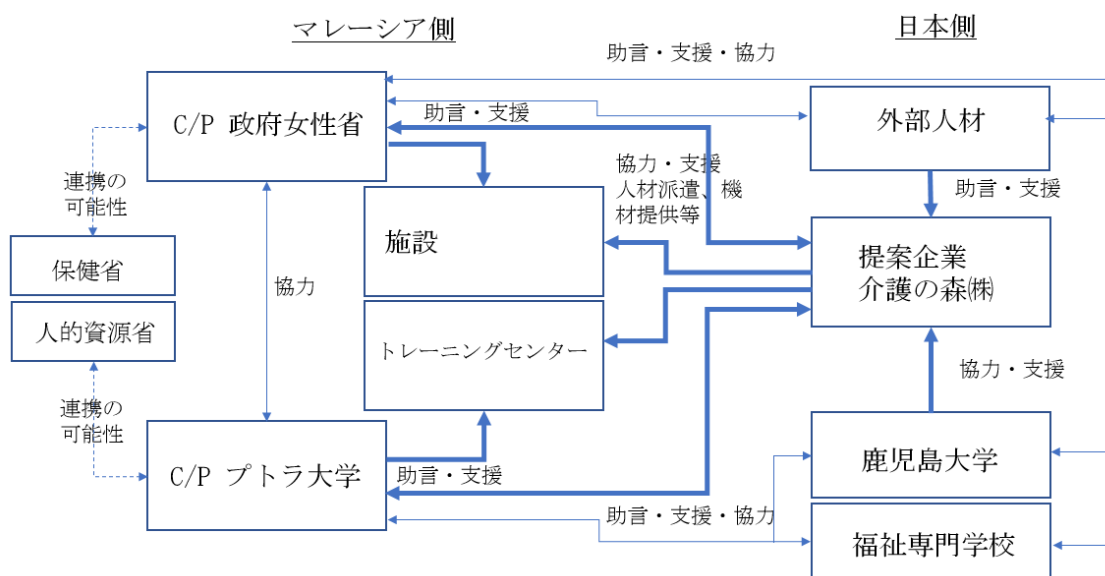 マレーシア側
日本側
助言・支援・協力
C/P 政府女性省
助言・支援
外部人材
協力・支援
人材派遣、機
材提供等
助言・支援
連携の
可能性
施設
提案企業
介護の森㈱
保健省
協力
人的資源省
トレーニングセンター
協力・支援
連携の
可能性
C/P プトラ大学
助言・支援
鹿児島大学
助言・支援・協力
福祉専門学校